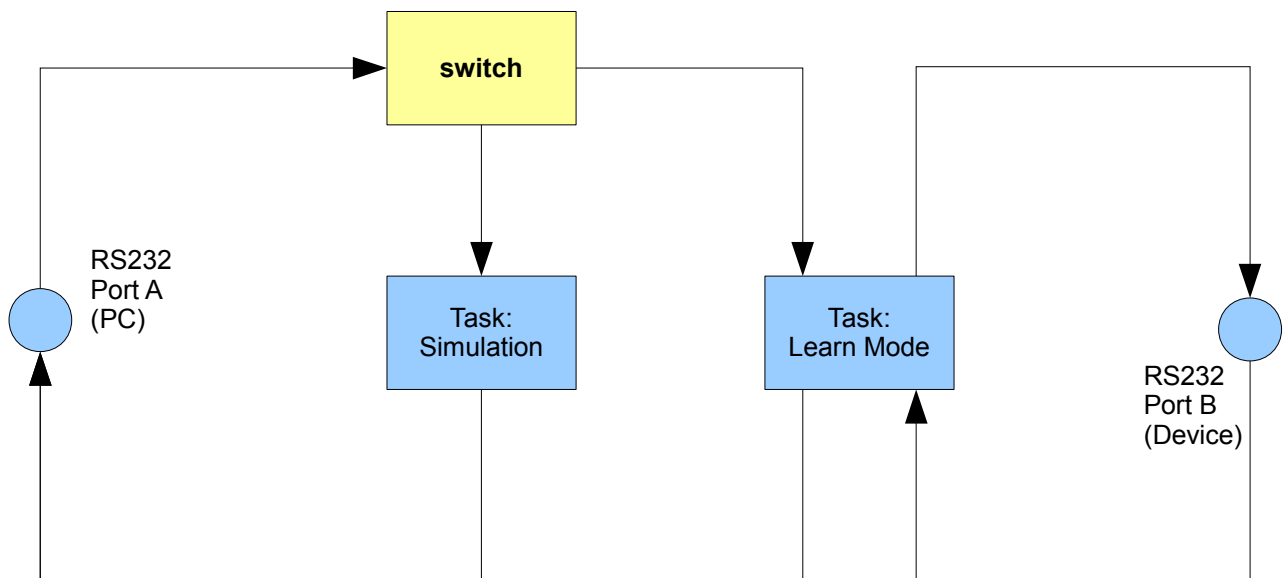 switch
RS232
Port A
(PC)
Task:
Simulation
Task:
Learn Mode
RS232
Port B
(Device)